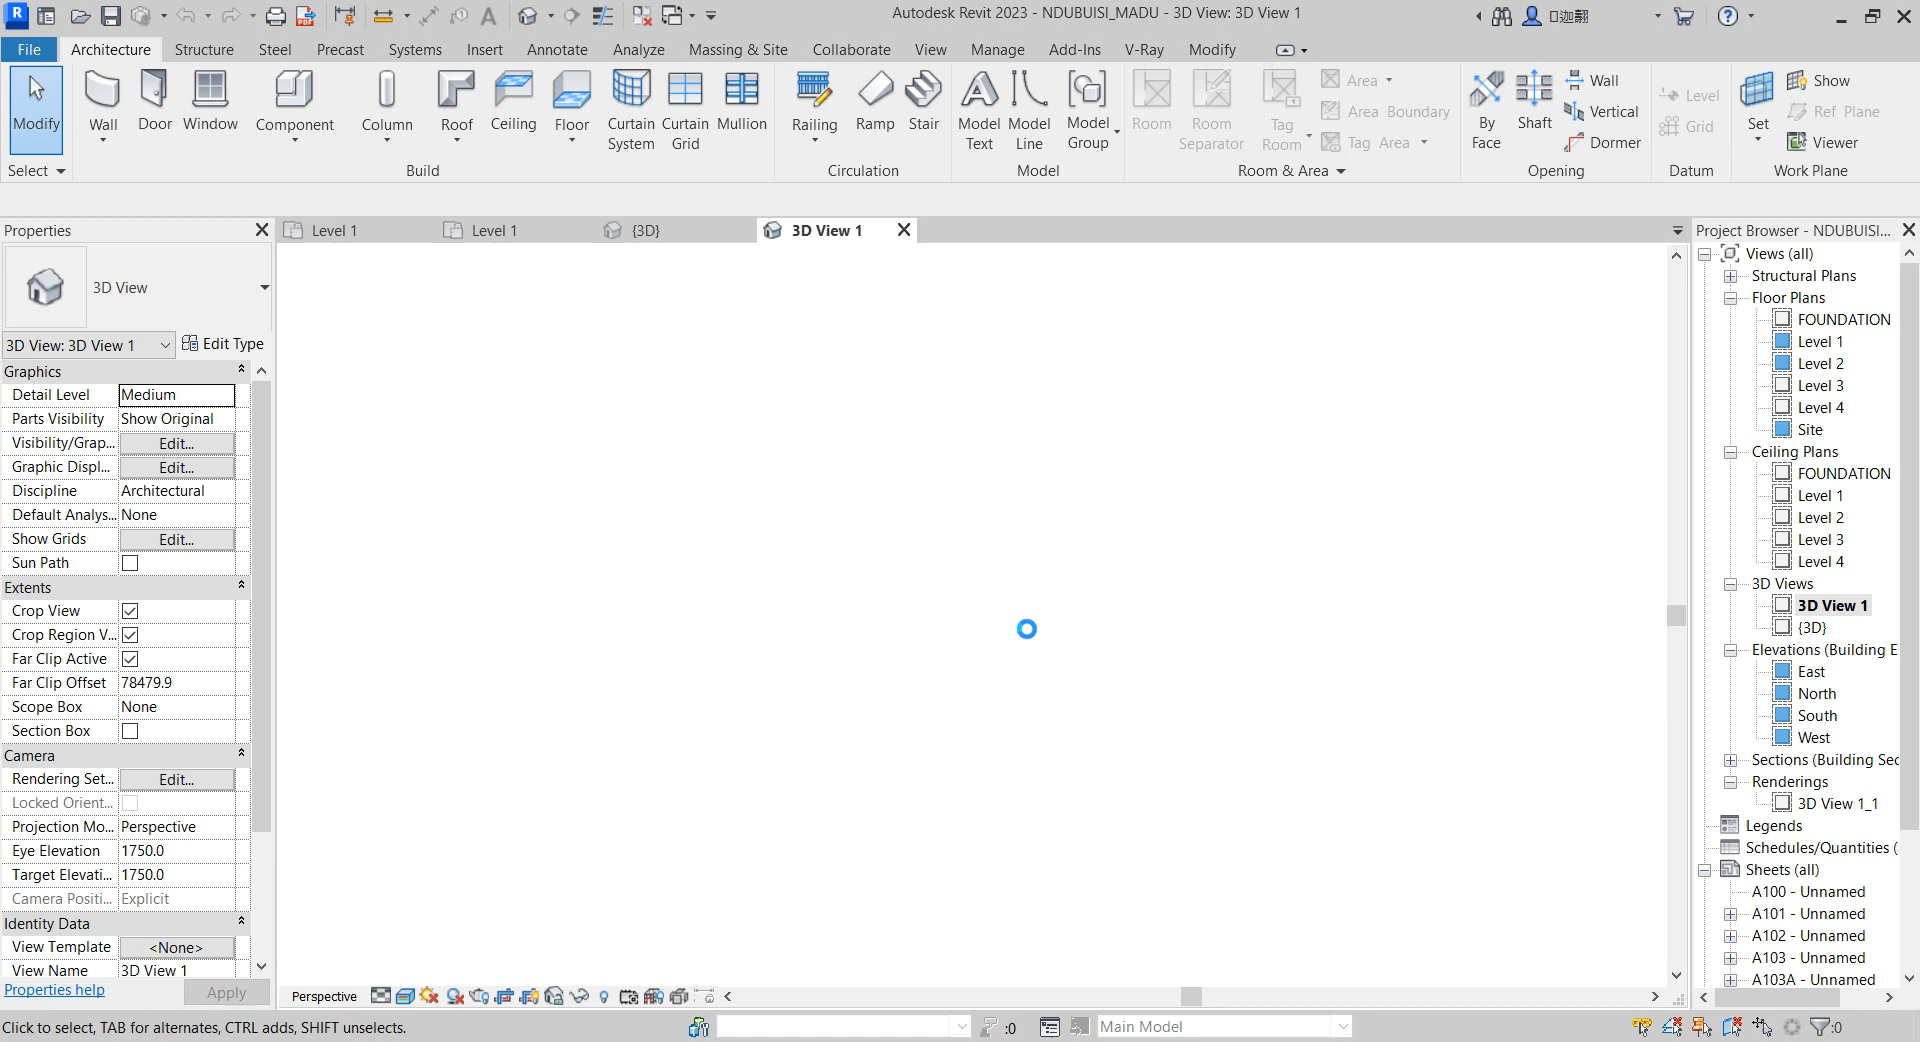 Autodesk Revit 2023 - NDUBUISI_MADU - 3D View: 3D View 1
File Architecture Structure Steel Precast Systems Insert Annotate Analyze Massing & Site Collaborate View Manage Add-Ins V-Ray Modify
Modify
Wall
Door
Window
Component
Column
Roof
Ceiling
Floor
Curtain System
Curtain Grid
Mullion
Railing
Ramp
Stair
Model Text
Model Line
Model Group
Room
Room Separator
Tag Room
Area
Area Boundary
Tag Area
By Face
Shaft
Wall
Vertical
Dormer
Level
Grid
Set
Show
Ref Plane
Viewer
Select
Build
Circulation
Model
Room & Area
Opening
Datum
Work Plane
Properties
3D View
3D View: 3D View 1
Edit Type
Graphics
Detail Level Medium
Parts Visibility Show Original
Visibility/Grap... Edit...
Graphic Displ... Edit...
Discipline Architectural
Default Analys... None
Show Grids Edit...
Sun Path
Extents
Crop View
Crop Region V...
Far Clip Active
Far Clip Offset 78479.9
Scope Box None
Section Box
Camera
Rendering Set... Edit...
Locked Orient...
Projection Mo... Perspective
Eye Elevation 1750.0
Target Elevati... 1750.0
Camera Positi... Explicit
Identity Data
View Template <None>
View Name 3D View 1
Properties help
Apply
Level 1
Level 1
{3D}
3D View 1
Perspective
Project Browser - NDUBUISI...
Views (all)
Structural Plans
Floor Plans
FOUNDATION
Level 1
Level 2
Level 3
Level 4
Site
Ceiling Plans
FOUNDATION
Level 1
Level 2
Level 3
Level 4
3D Views
3D View 1
{3D}
Elevations (Building E
East
North
South
West
Sections (Building Sec
Renderings
3D View 1_1
Legends
Schedules/Quantities (
Sheets (all)
A100 - Unnamed
A101 - Unnamed
A102 - Unnamed
A103 - Unnamed
A103A - Unnamed
Click to select, TAB for alternates, CTRL adds, SHIFT unselects.
:0
Main Model
:0